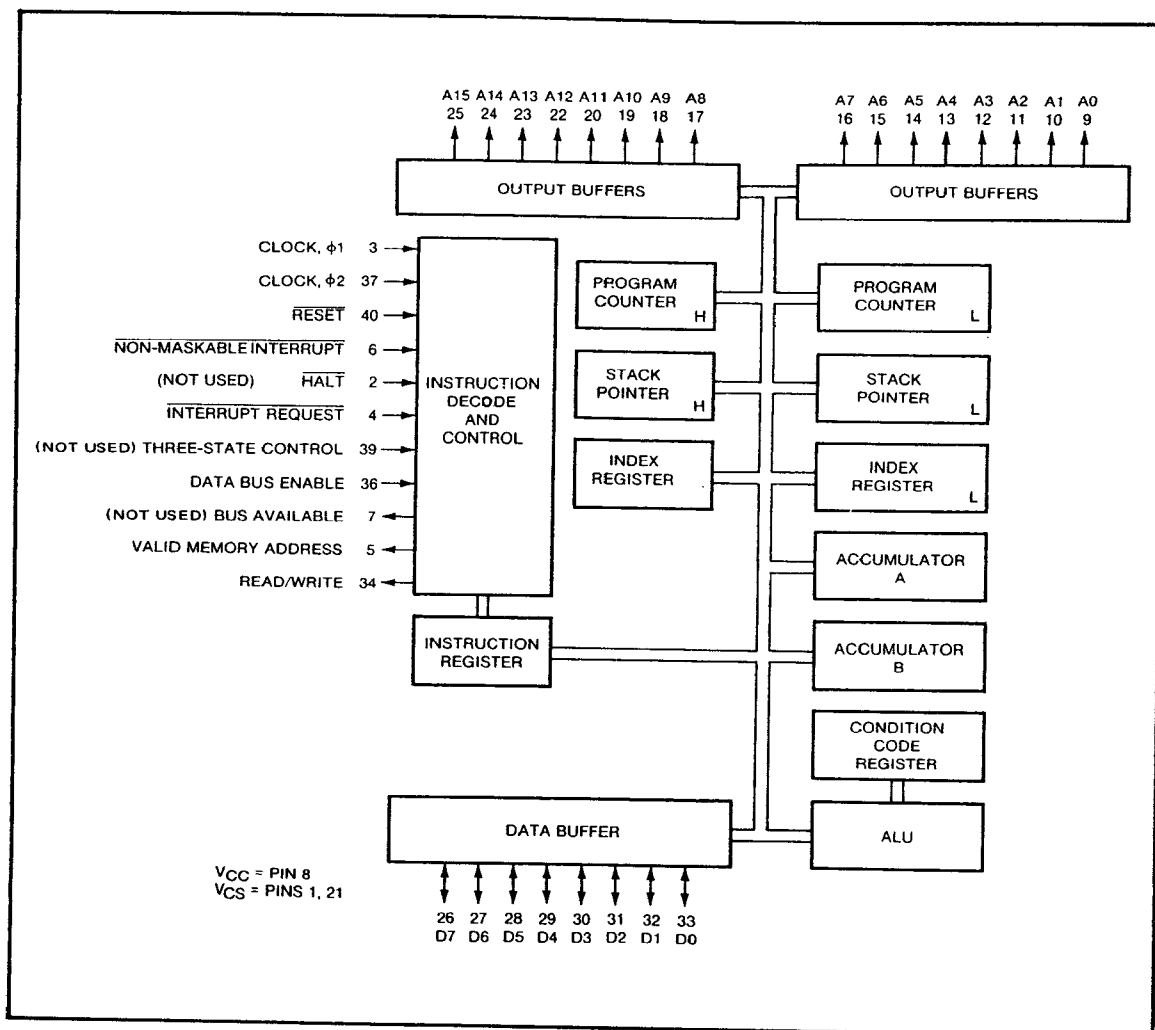 A15 A14 A13 A12 A11 A10 A9 A8
25 24 23 22 20 19 18 17
A7 A6 A5 A4 A3 A2 A1 A0
16 15 14 13 12 11 10 9
OUTPUT BUFFERS
OUTPUT BUFFERS
CLOCK, ϕ1 3
CLOCK, ϕ2 37
RESET 40
NON-MASKABLE INTERRUPT 6
(NOT USED) HALT 2
INTERRUPT REQUEST 4
(NOT USED) THREE-STATE CONTROL 39
DATA BUS ENABLE 36
(NOT USED) BUS AVAILABLE 7
VALID MEMORY ADDRESS 5
READ/WRITE 34
INSTRUCTION
DECODE
AND
CONTROL
INSTRUCTION
REGISTER
PROGRAM
COUNTER
H
PROGRAM
COUNTER
L
STACK
POINTER
H
STACK
POINTER
L
INDEX
REGISTER
INDEX
REGISTER
L
ACCUMULATOR
A
ACCUMULATOR
B
CONDITION
CODE
REGISTER
ALU
DATA BUFFER
VCC = PIN 8
VCS = PINS 1, 21
26 27 28 29 30 31 32 33
D7 D6 D5 D4 D3 D2 D1 D0